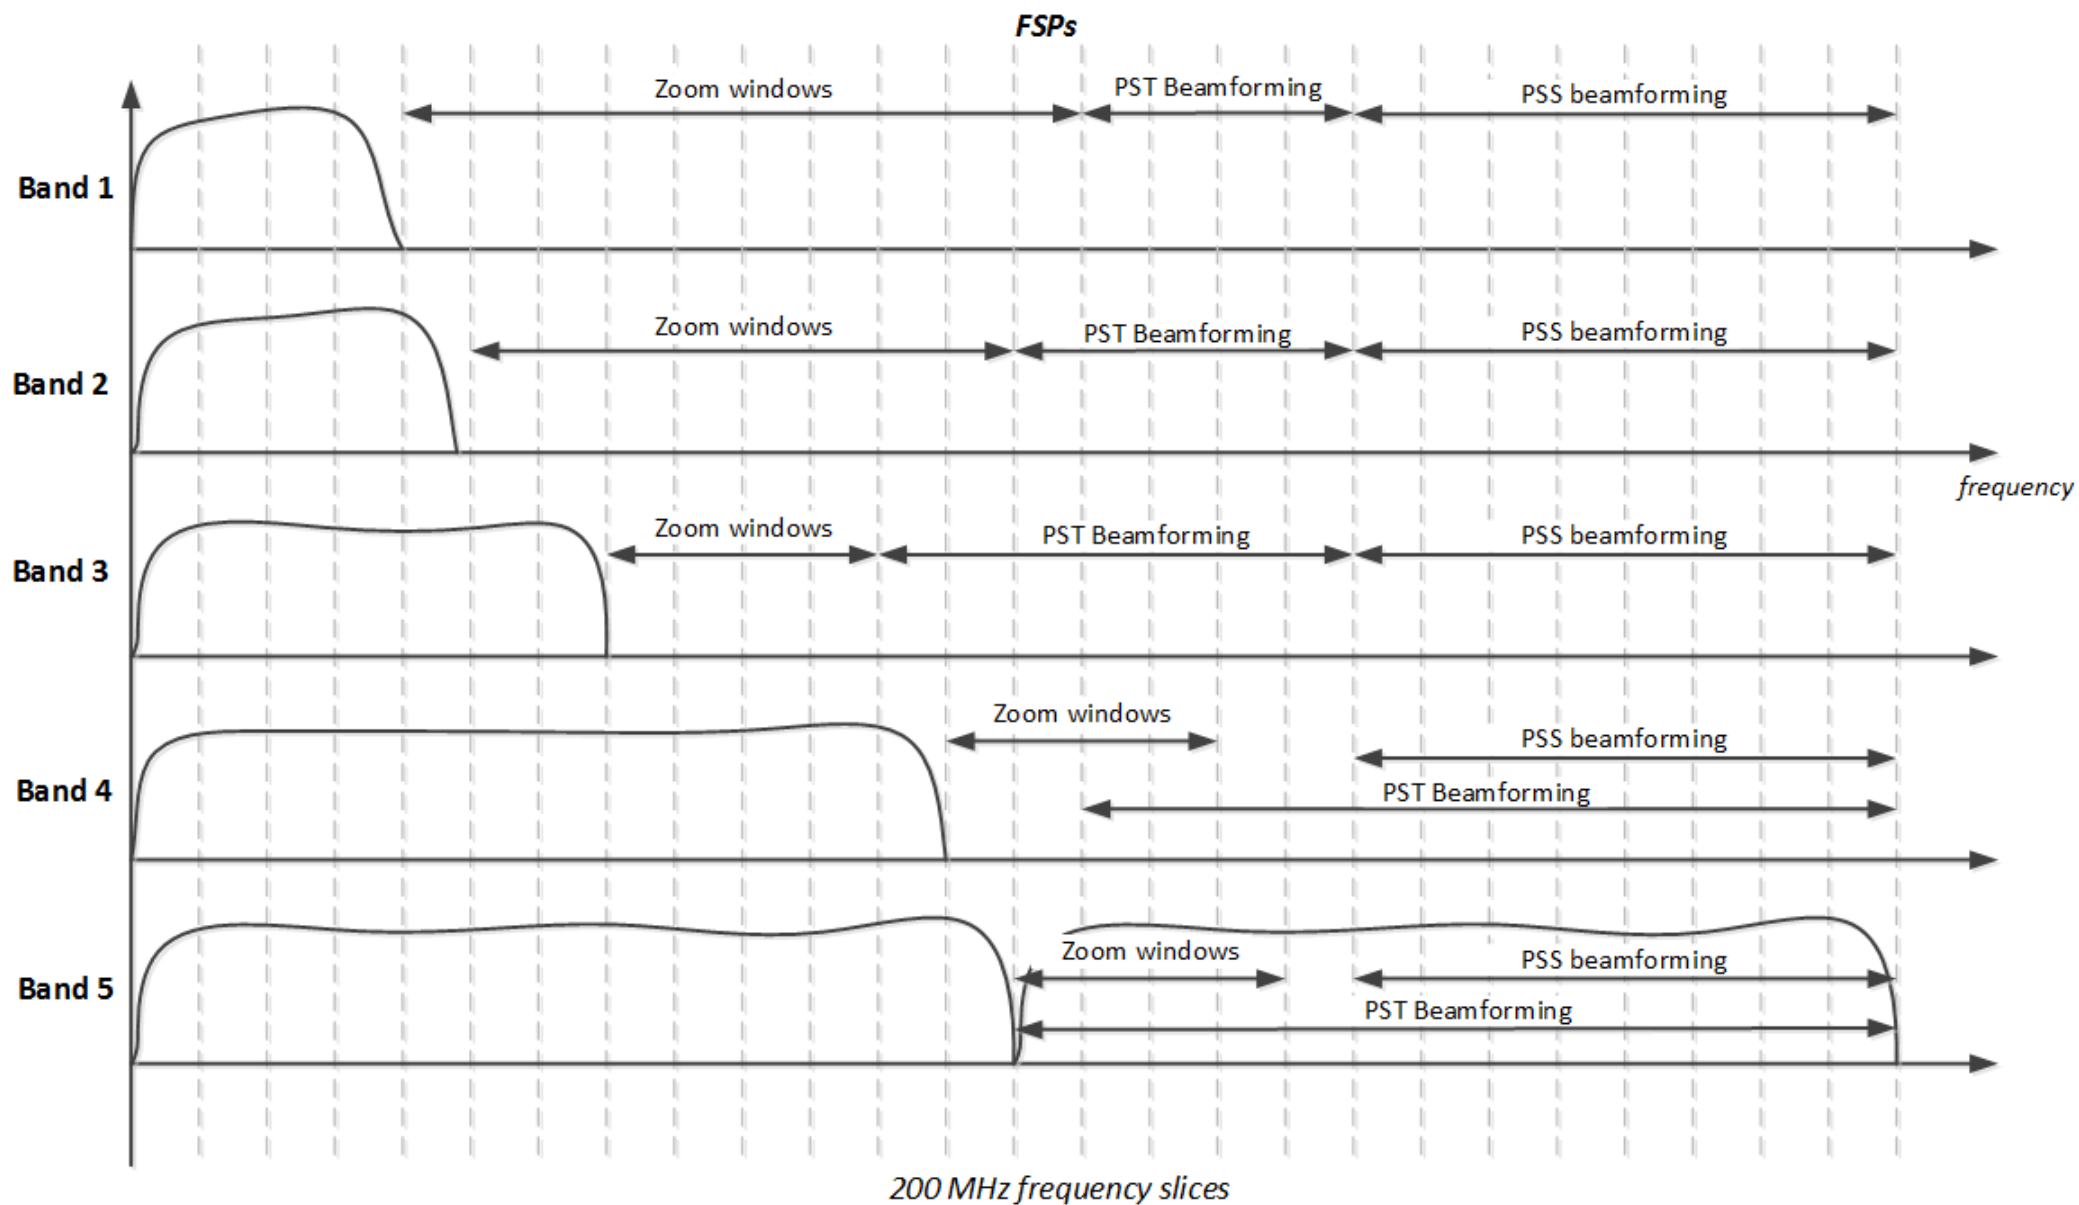 FSPs
Zoom windows
PST Beamforming
PSS beamforming
Band 1
Zoom windows
PST Beamforming
PSS beamforming
Band 2
frequency
Zoom windows
PST Beamforming
PSS beamforming
Band 3
Zoom windows
PSS beamforming
PST Beamforming
Band 4
Zoom windows
PSS beamforming
PST Beamforming
Band 5
200 MHz frequency slices